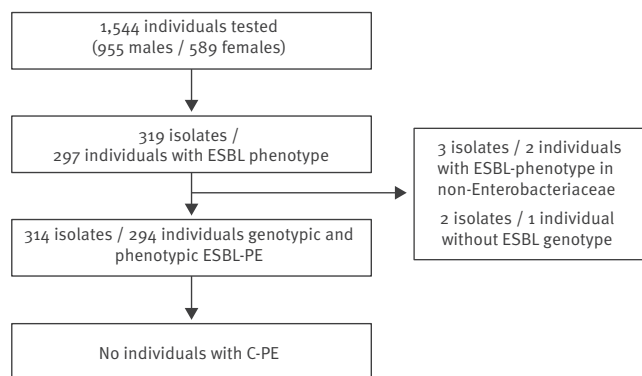 1,544 individuals tested
(955 males / 589 females)
319 isolates /
297 individuals with ESBL phenotype
3 isolates / 2 individuals
with ESBL-phenotype in
non-Enterobacteriaceae
2 isolates / 1 individual
without ESBL genotype
314 isolates / 294 individuals genotypic and
phenotypic ESBL-PE
No individuals with C-PE